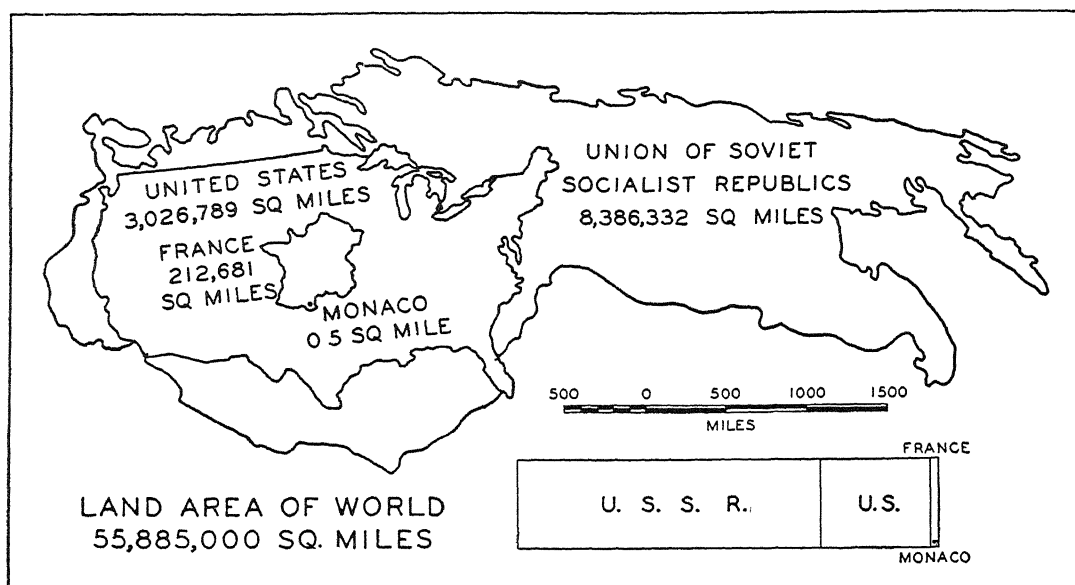 UNION OF SOVIET
SOCIALIST REPUBLICS
8,386,332 SQ MILES
UNITED STATES
3,026,789 SQ MILES
FRANCE
212,681
SQ MILES
MONACO
0 5 SQ MILE
500 0 500 1000 1500
MILES
FRANCE
U. S. S. R.
U.S.
MONACO
LAND AREA OF WORLD
55,885,000 SQ. MILES